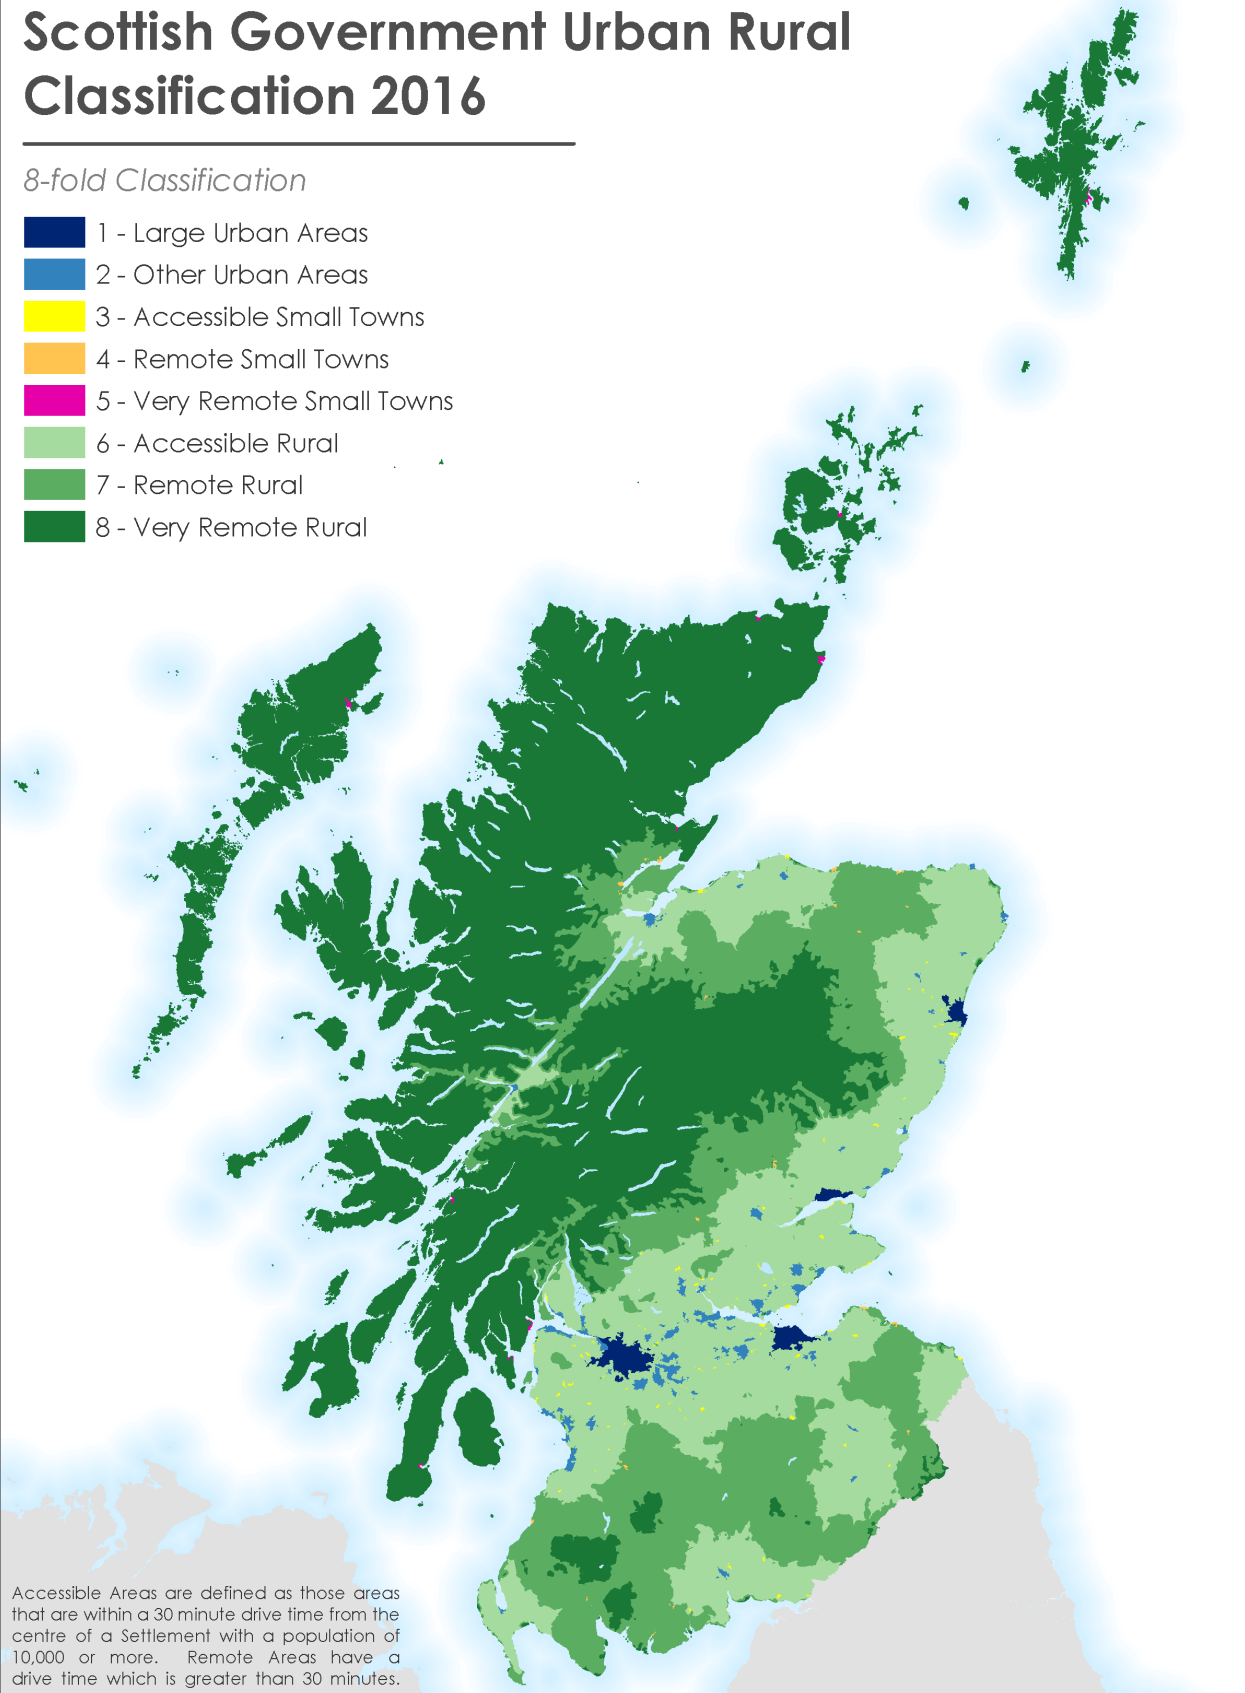 Scottish Government Urban Rural
Classification 2016
8-fold Classification
1 - Large Urban Areas
2 - Other Urban Areas
3 - Accessible Small Towns
4 - Remote Small Towns
5 - Very Remote Small Towns
6 - Accessible Rural
7 - Remote Rural
8 - Very Remote Rural
Accessible Areas are defined as those areas
that are within a 30 minute drive time from the
centre of a Settlement with a population of
10,000 or more. Remote Areas have a
drive time which is greater than 30 minutes.